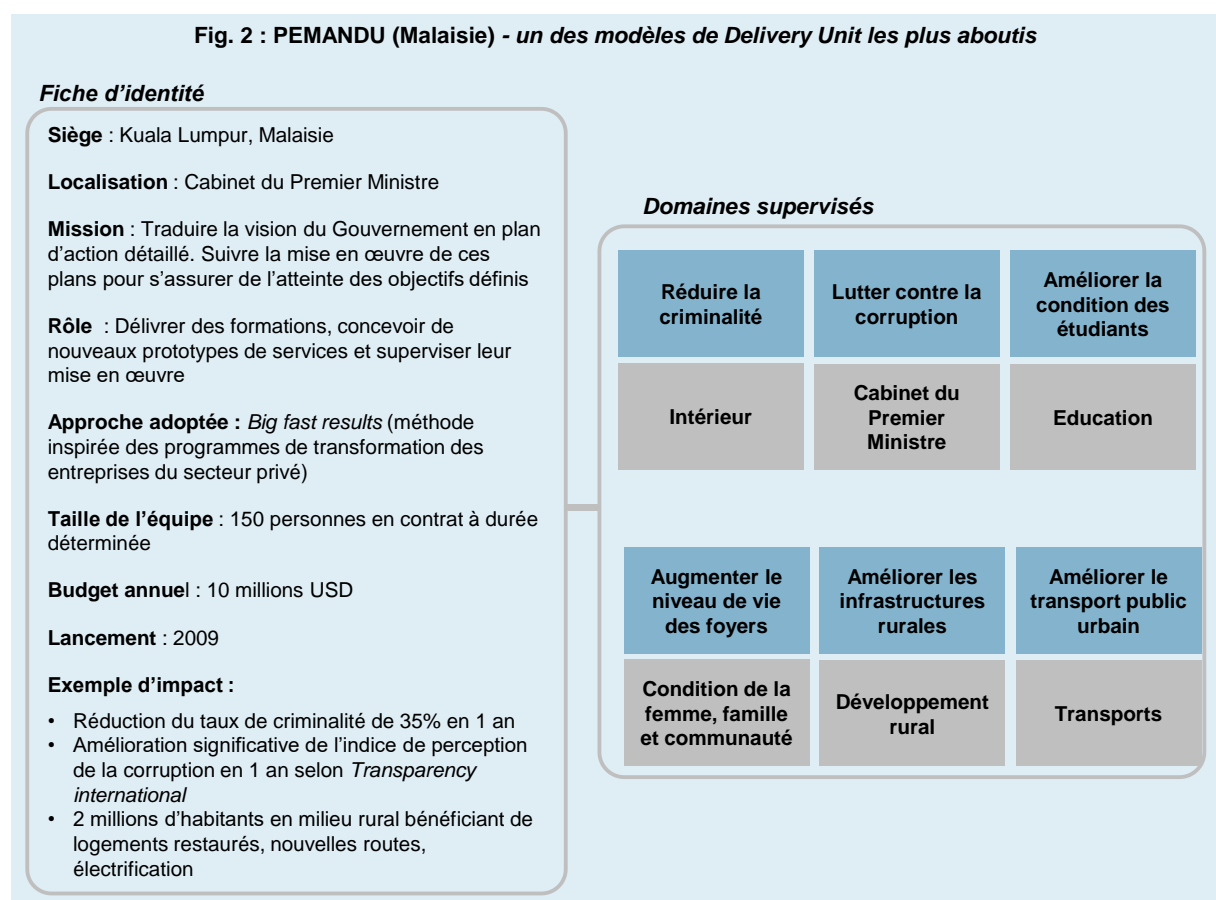 Fig. 2 : PEMANDU (Malaisie) - un des modèles de Delivery Unit les plus aboutis
Fiche d’identité
Siège : Kuala Lumpur, Malaisie
Localisation : Cabinet du Premier Ministre
Mission : Traduire la vision du Gouvernement en plan
d’action détaillé. Suivre la mise en œuvre de ces
plans pour s’assurer de l’atteinte des objectifs définis
Rôle : Délivrer des formations, concevoir de
nouveaux prototypes de services et superviser leur
mise en œuvre
Approche adoptée : Big fast results (méthode
inspirée des programmes de transformation des
entreprises du secteur privé)
Taille de l’équipe : 150 personnes en contrat à durée
déterminée
Budget annuel : 10 millions USD
Lancement : 2009
Exemple d’impact :
• Réduction du taux de criminalité de 35% en 1 an
• Amélioration significative de l’indice de perception
de la corruption en 1 an selon Transparency
international
• 2 millions d’habitants en milieu rural bénéficiant de
logements restaurés, nouvelles routes,
électrification
Domaines supervisés
Réduire la
criminalité
Lutter contre la
corruption
Améliorer la
condition des
étudiants
Intérieur
Cabinet du
Premier
Ministre
Education
Augmenter le
niveau de vie
des foyers
Améliorer les
infrastructures
rurales
Améliorer le
transport public
urbain
Condition de la
femme, famille
et communauté
Développement
rural
Transports